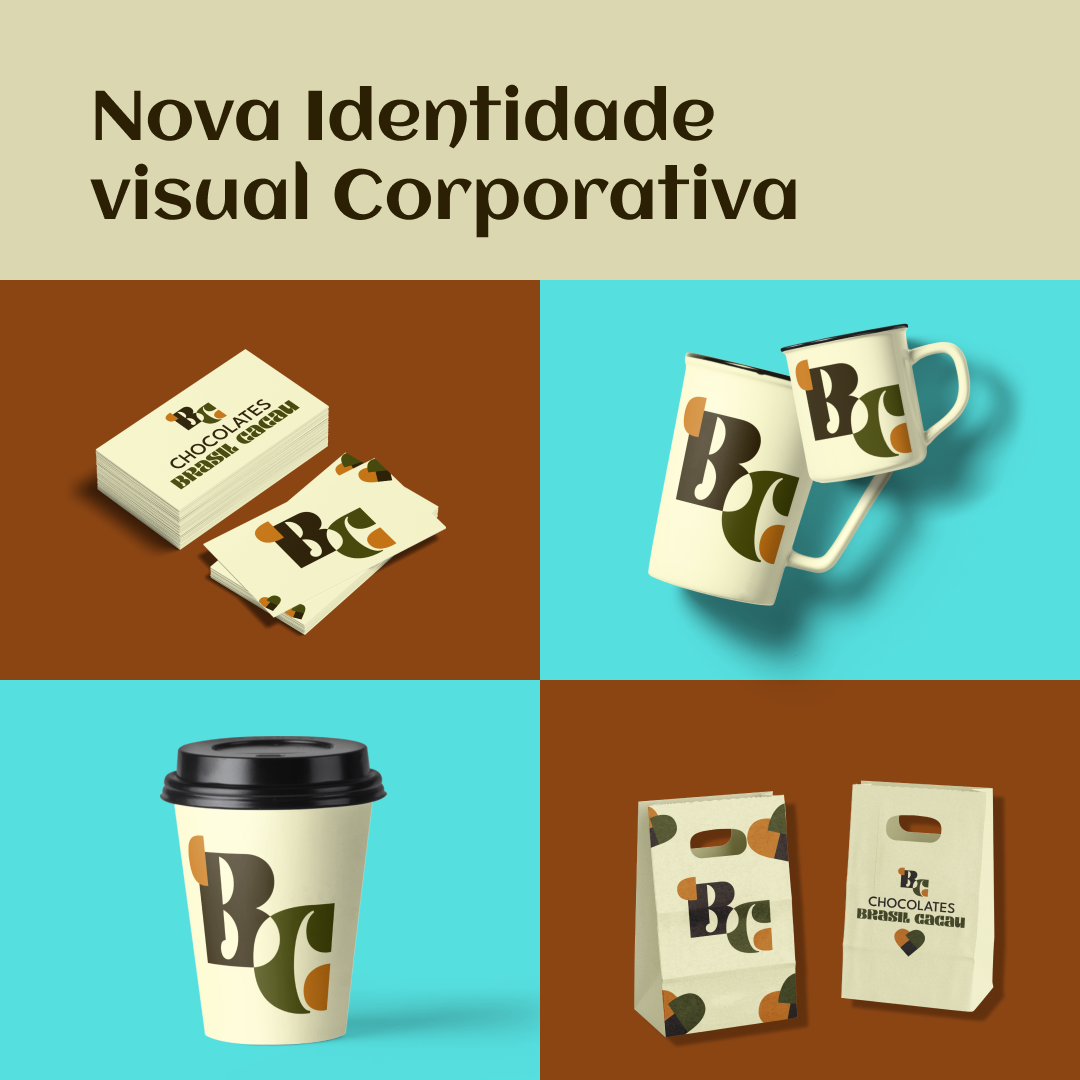 Nova Identidade
visual Corporativa
BC
CHOCOLATES
BRASIL CACAU
BC
BC
BC
BC
BC
BC
CHOCOLATES
BRASIL CACAU